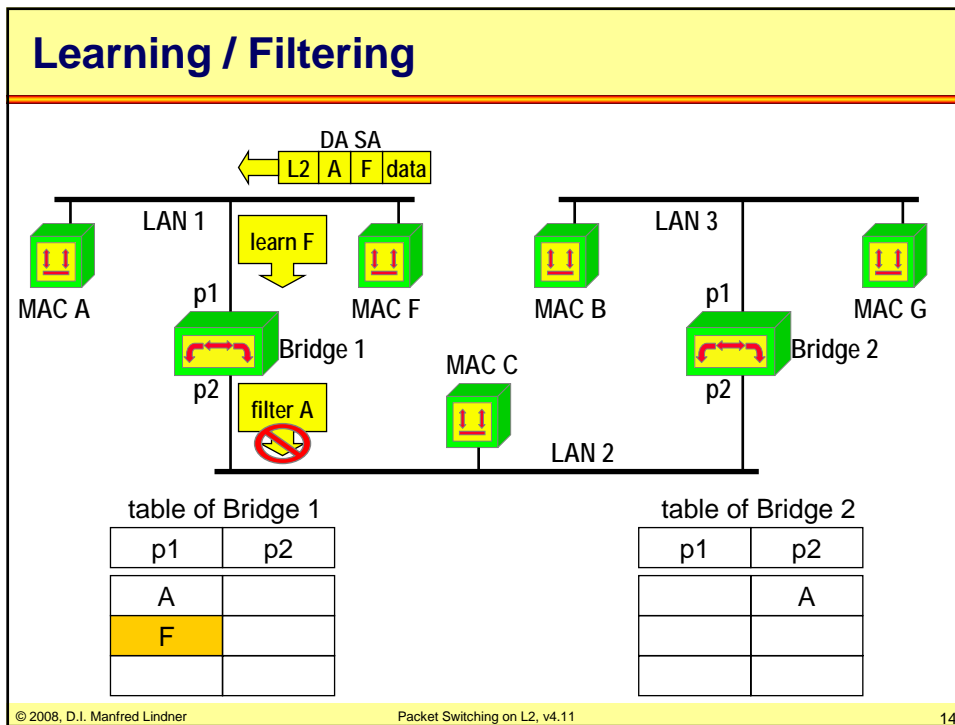 Learning / Filtering
DA SA
L2 A F data
LAN 1
LAN 3
learn F
MAC A
p1
MAC F
MAC B
p1
MAC G
Bridge 1
Bridge 2
MAC C
p2
p2
filter A
LAN 2
table of Bridge 1
p1 p2
A
F
table of Bridge 2
p1 p2
A
© 2008, D.I. Manfred Lindner
Packet Switching on L2, v4.11
14